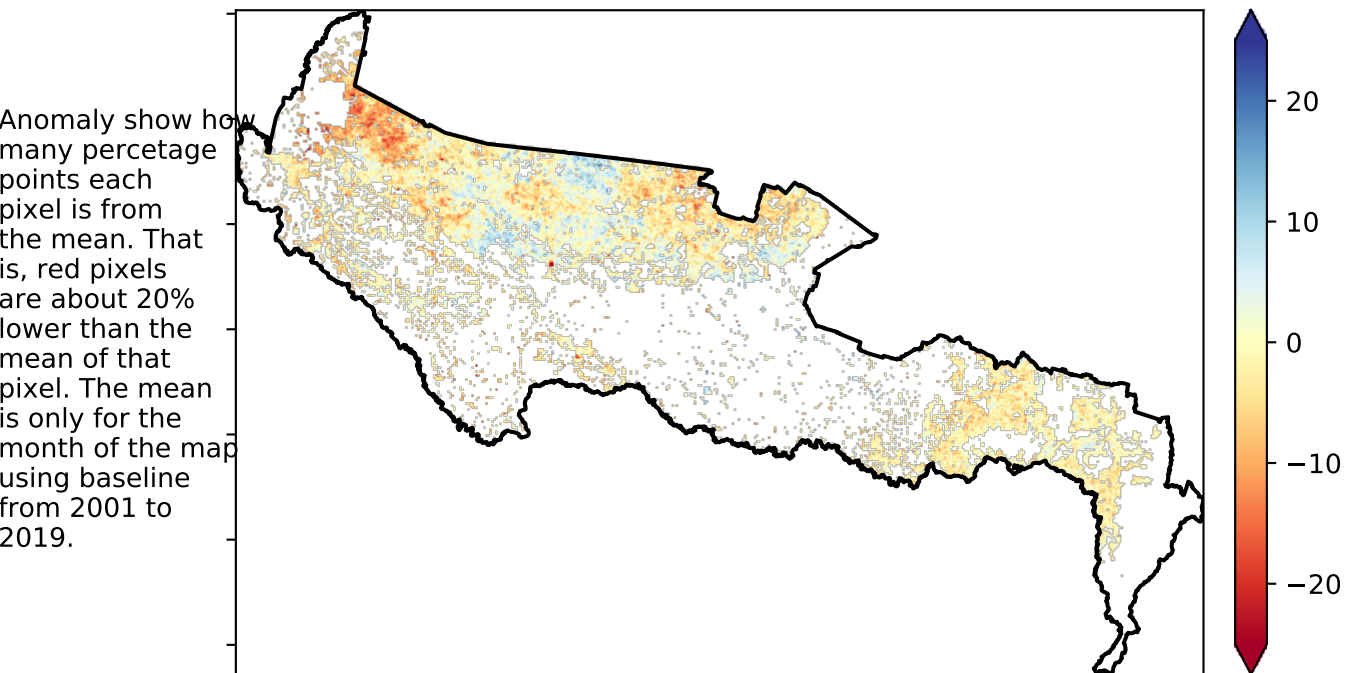 Anomaly show how
many percetage
points each
pixel is from
the mean. That
is, red pixels
are about 20%
lower than the
mean of that
pixel. The mean
is only for the
month of the map
using baseline
from 2001 to
2019.
20
10
0
−10
−20